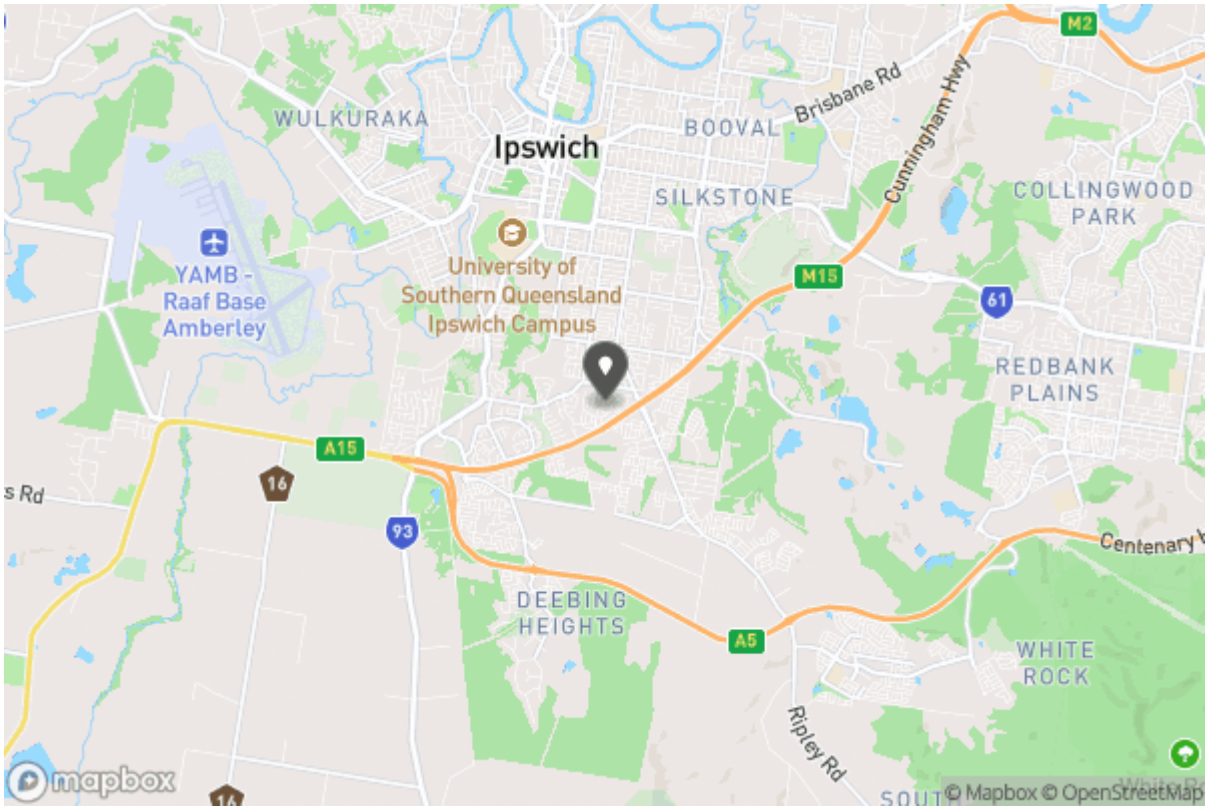 M2
Brisbane Rd
WULKURAKA
BOOVAL
Ipswich
Cunningham Hwy
SILKSTONE
COLLINGWOOD
PARK
University of
Southern Queensland
Ipswich Campus
YAMB -
Raaf Base
Amberley
M15
61
REDBANK
PLAINS
A15
16
s Rd
93
Centenary H
DEEBING
HEIGHTS
A5
WHITE
ROCK
Ripley Rd
mapbox
16
SOUTH
© Mapbox © OpenStreetMap